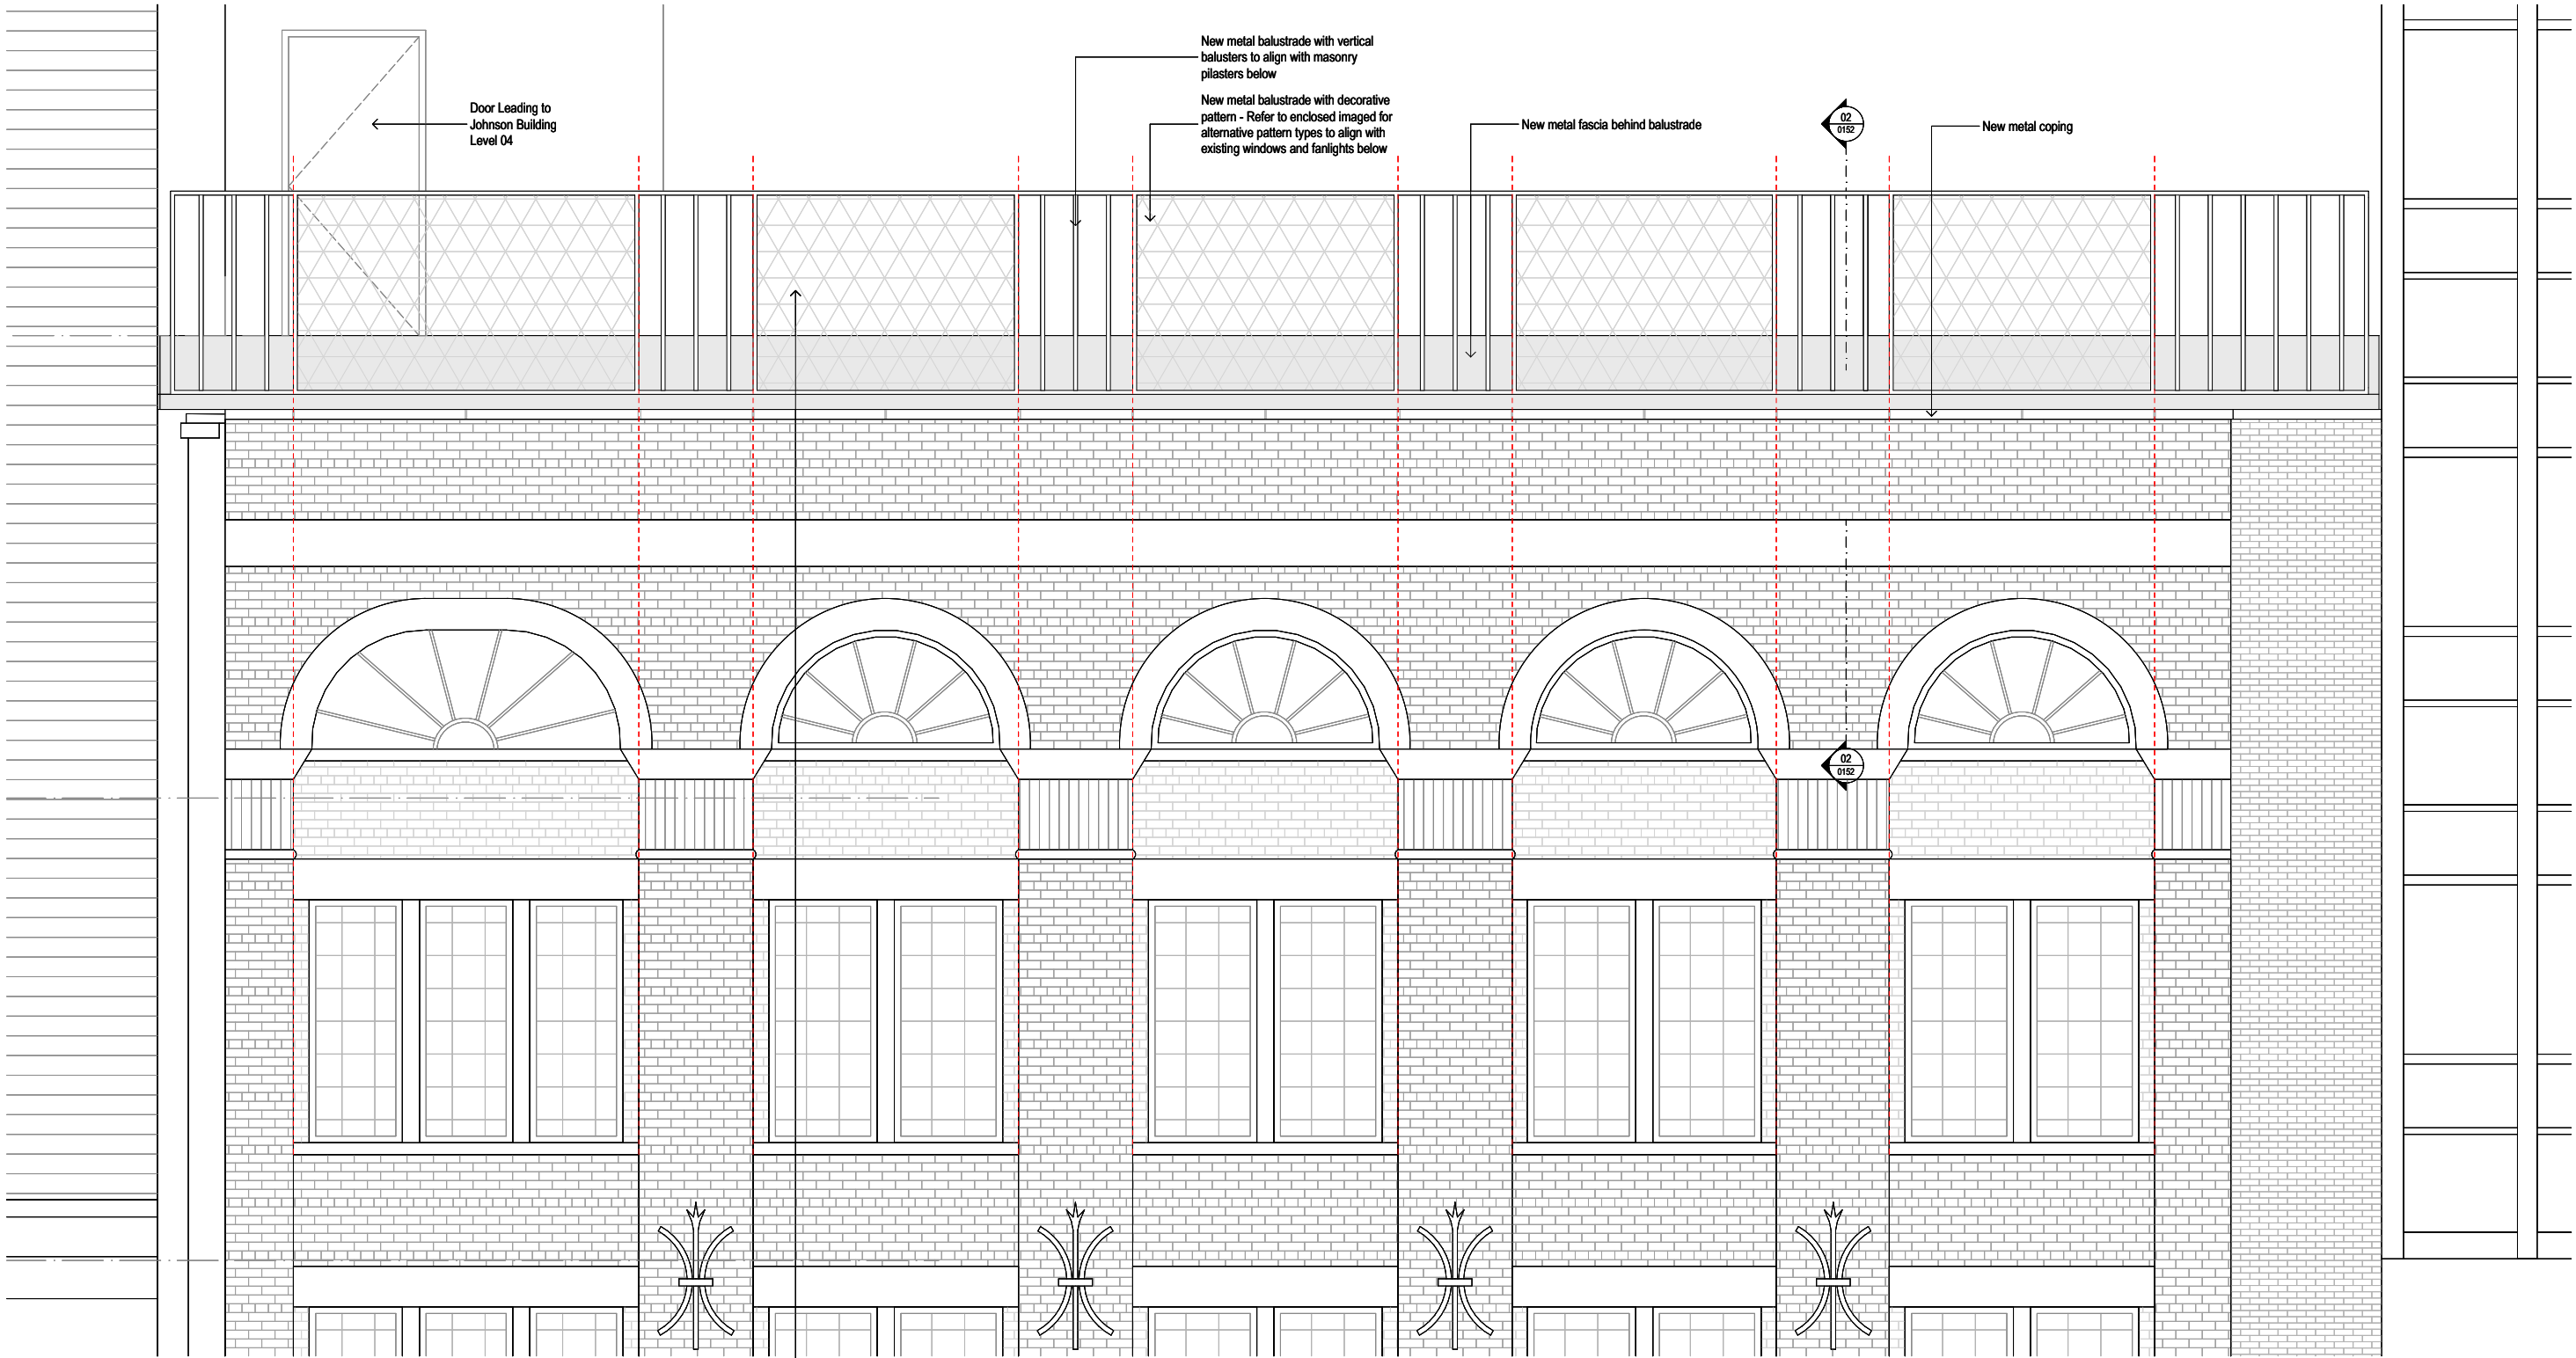 New metal balustrade with vertical
balusters to align with masonry
pilasters below
New metal balustrade with decorative
pattern - Refer to enclosed imaged for
alternative pattern types to align with
existing windows and fanlights below
Door Leading to
Johnson Building
Level 04
New metal fascia behind balustrade
02
0152
New metal coping
02
0152